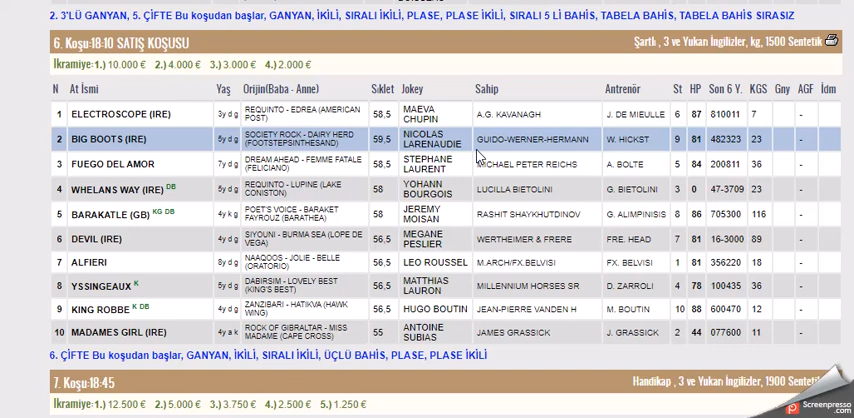 2. 3'LÜ GANYAN, 5. ÇİFTE Bu koşudan başlar, GANYAN, İKİLİ, SIRALI İKİLİ, PLASE, PLASE İKİLİ, SIRALI 5 Lİ BAHİS, TABELA BAHİS, TABELA BAHİS SIRASIZ
6. Koşu:18:10 SATIŞ KOŞUSU Şartlı , 3 ve Yukarı İngilizler, kg, 1500 Sentetik
İkramiye:1.) 10.000 € 2.) 4.000 € 3.) 3.000 € 4.) 2.000 €
N At İsmi Yaş Orijin(Baba - Anne) Sıklet Jokey Sahip Antrenör St HP Son 6 Y. KGS Gny AGF İdm
1 ELECTROSCOPE (IRE) 3y d g REQUINTO - EDREA (AMERICAN POST) 58,5 MAEVA CHUPIN A.G. KAVANAGH J. DE MIEULLE 6 87 810011 7 -
2 BIG BOOTS (IRE) 5y d g SOCIETY ROCK - DAIRY HERD (FOOTSTEPSINTHESAND) 59,5 NICOLAS LARENAUDIE GUIDO-WERNER-HERMANN W. HICKST 9 81 482323 23 -
3 FUEGO DEL AMOR 7y d g DREAM AHEAD - FEMME FATALE (FELICIANO) 58,5 STEPHANE LAURENT MICHAEL PETER REICHS A. BOLTE 5 84 200811 36 -
4 WHELANS WAY (IRE) DB 5y d g REQUINTO - LUPINE (LAKE CONISTON) 58 YOHANN BOURGOIS LUCILLA BIETOLINI G. BIETOLINI 3 0 47-3709 23 -
5 BARAKATLE (GB) KG DB 4y k g POET'S VOICE - BARAKET FAYROUZ (BARATHEA) 58 JEREMY MOISAN RASHIT SHAYKHUTDINOV G. ALIMPINISIS 8 86 705300 116 -
6 DEVIL (IRE) 4y d g SIYOUNI - BURMA SEA (LOPE DE VEGA) 56,5 MEGANE PESLIER WERTHEIMER & FRERE FRE. HEAD 7 81 16-3000 89 -
7 ALFIERI 8y d g NAAQOOS - JOLIE - BELLE (ORATORIO) 56,5 LEO ROUSSEL M.ARCH/FX.BELVISI FX. BELVISI 1 81 356220 18 -
8 YSSINGEAUX K 5y d g DABIRSIM - LOVELY BEST (KING'S BEST) 56,5 MATTHIAS LAURON MILLENNIUM HORSES SR D. ZARROLI 4 78 100435 36 -
9 KING ROBBE K DB 4y d g ZANZIBARI - HATIKVA (HAWK WING) 56,5 HUGO BOUTIN JEAN-PIERRE VANDEN H M. BOUTIN 10 88 600470 12 -
10 MADAMES GIRL (IRE) 4y a k ROCK OF GIBRALTAR - MISS MADAME (CAPE CROSS) 55 ANTOINE SUBIAS JAMES GRASSICK J. GRASSICK 2 44 077600 11 -
6. ÇİFTE Bu koşudan başlar, GANYAN, İKİLİ, SIRALI İKİLİ, ÜÇLÜ BAHİS, PLASE, PLASE İKİLİ
7. Koşu:18:45 Handikap , 3 ve Yukarı İngilizler, 1900 Sentetik
İkramiye:1.) 12.500 € 2.) 5.000 € 3.) 3.750 € 4.) 2.500 € 5.) 1.250 €
Screenpresso
.com